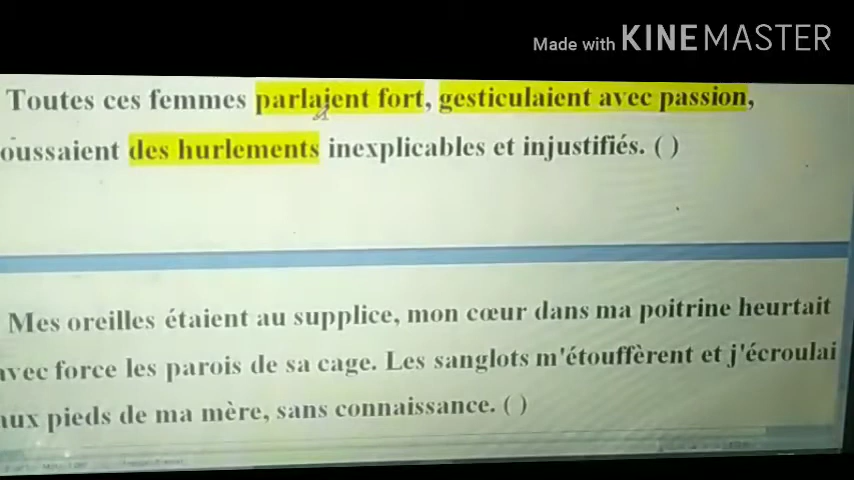 Made with KINEMASTER
Toutes ces femmes parlaient fort, gesticulaient avec passion,
oussaient des hurlements inexplicables et injustifiés. ( )
Mes oreilles étaient au supplice, mon cœur dans ma poitrine heurtait
avec force les parois de sa cage. Les sanglots m'étouffèrent et j'écroulai
aux pieds de ma mère, sans connaissance. ( )